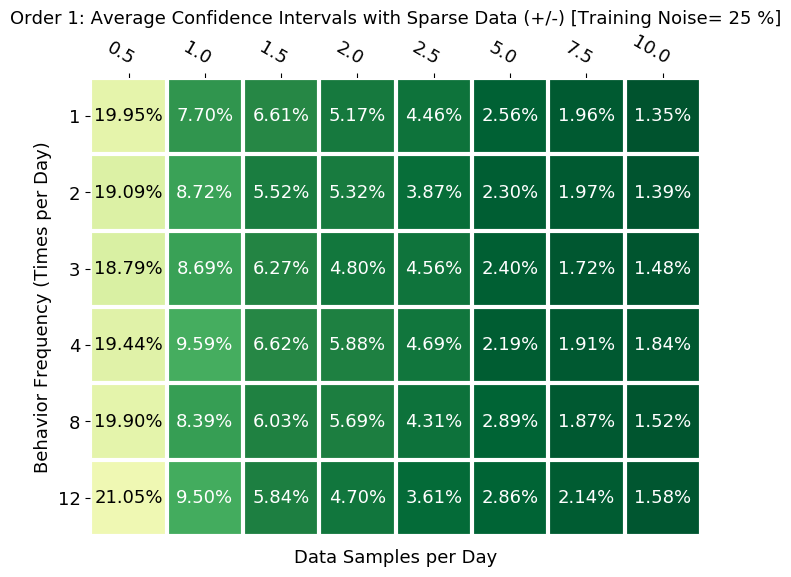 Order 1: Average Confidence Intervals with Sparse Data (+/-) [Training Noise= 25 %]
0.5 1.0 1.5 2.0 2.5 5.0 7.5 10.0
Behavior Frequency (Times per Day)
1 19.95% 7.70% 6.61% 5.17% 4.46% 2.56% 1.96% 1.35%
2 19.09% 8.72% 5.52% 5.32% 3.87% 2.30% 1.97% 1.39%
3 18.79% 8.69% 6.27% 4.80% 4.56% 2.40% 1.72% 1.48%
4 19.44% 9.59% 6.62% 5.88% 4.69% 2.19% 1.91% 1.84%
8 19.90% 8.39% 6.03% 5.69% 4.31% 2.89% 1.87% 1.52%
12 21.05% 9.50% 5.84% 4.70% 3.61% 2.86% 2.14% 1.58%
Data Samples per Day